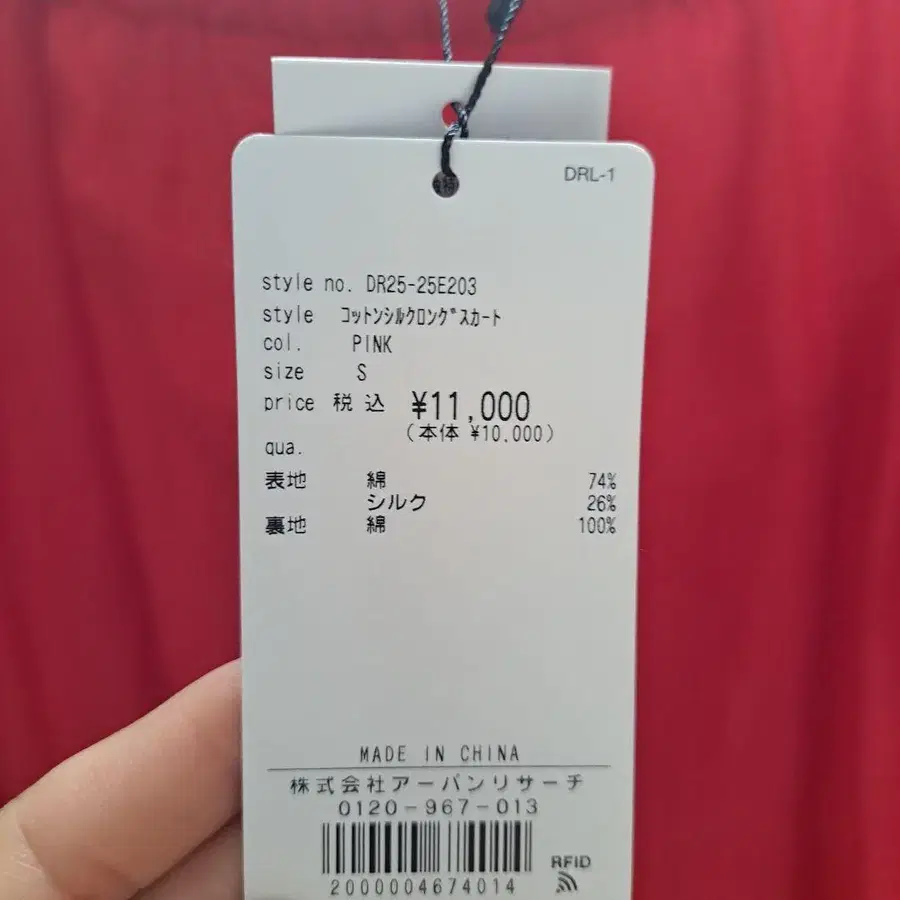 DRL-1
style no. DR25-25E203
style コットンシルクロングスカート
col. PINK
size S
price 税込 ¥11,000
(本体 ¥10,000)
qua.
表地 綿 74%
シルク 26%
裏地 綿 100%
MADE IN CHINA
株式会社アーバンリサーチ
0120-967-013
RFID
2000004674014